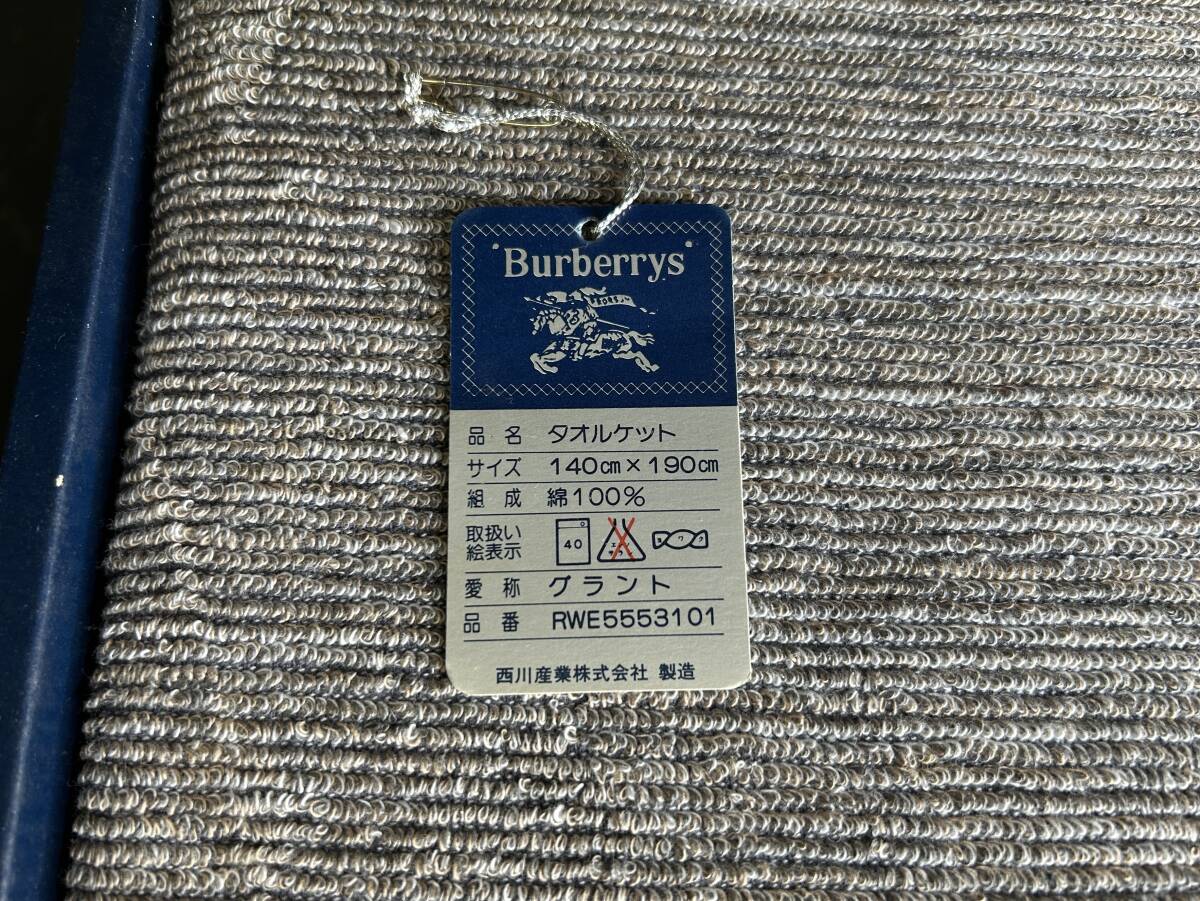 Burberrys
品名 タオルケット
サイズ 140cm×190cm
組成 綿100%
取扱い
絵表示
40
愛称 グラント
品番 RWE5553101
西川産業株式会社 製造